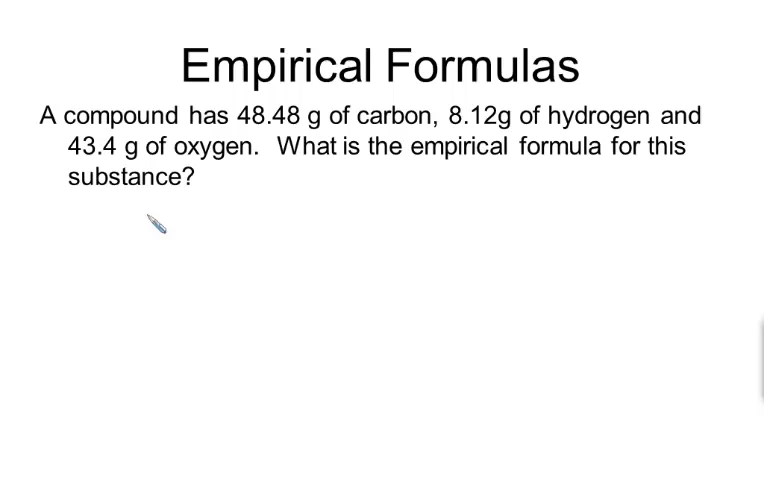 Empirical Formulas
A compound has 48.48 g of carbon, 8.12g of hydrogen and
43.4 g of oxygen. What is the empirical formula for this
substance?